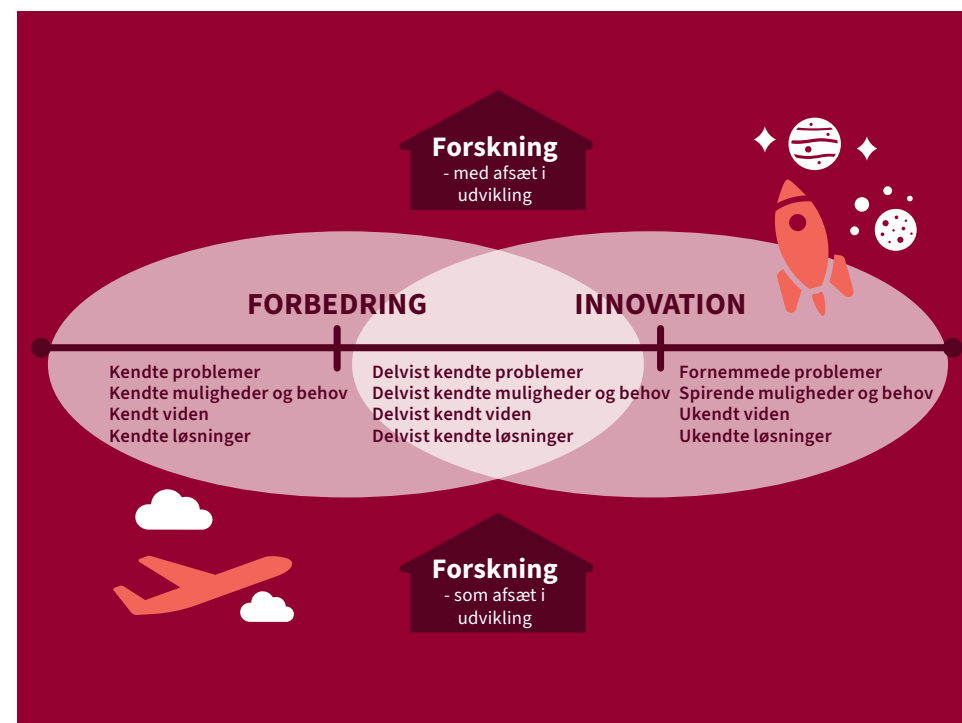 Forskning
- med afsæt i
udvikling
FORBEDRING
INNOVATION
Kendte problemer
Kendte muligheder og behov
Kendt viden
Kendte løsninger
Delvist kendte problemer
Delvist kendte muligheder og behov
Delvist kendt viden
Delvist kendte løsninger
Fornemmede problemer
Spirende muligheder og behov
Ukendt viden
Ukendte løsninger
Forskning
- som afsæt i
udvikling